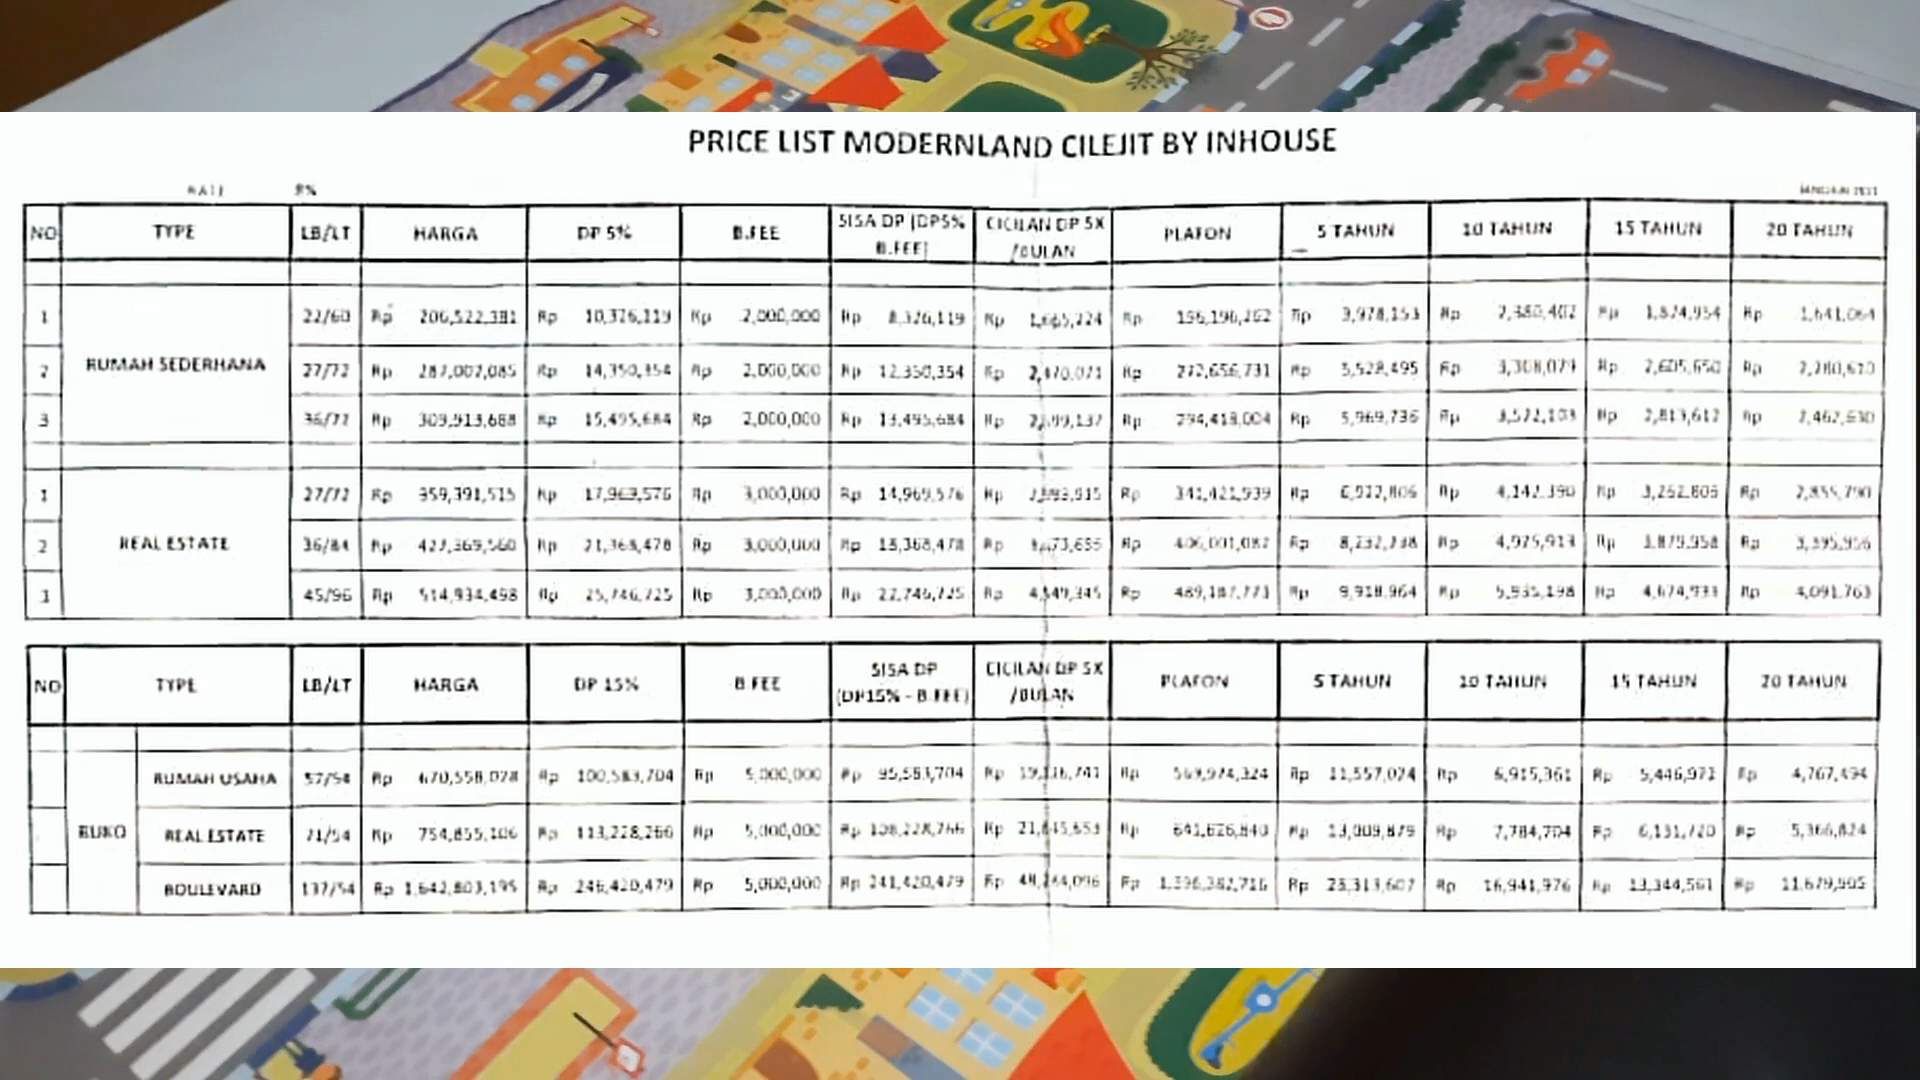 PRICE LIST MODERNLAND CILEJIT BY INHOUSE
RATE 8%
NO TYPE LB/LT HARGA DP 5% B.FEE SISA DP (DP5% B.FEE) CICILAN DP 5X /BULAN PLAFON 5 TAHUN 10 TAHUN 15 TAHUN 20 TAHUN
RUMAH SEDERHANA
1 22/60 Rp 206,522,381 Rp 10,326,119 Rp 2,000,000 Rp 8,326,119 Rp 1,665,224 Rp 196,196,262 Rp 3,978,153 Rp 2,380,402 Rp 1,874,954 Rp 1,641,064
2 27/72 Rp 287,007,085 Rp 14,350,354 Rp 2,000,000 Rp 12,350,354 Rp 2,470,071 Rp 272,656,731 Rp 5,528,495 Rp 3,308,079 Rp 2,605,650 Rp 2,280,610
3 36/72 Rp 309,913,688 Rp 15,495,684 Rp 2,000,000 Rp 13,495,684 Rp 2,699,137 Rp 294,418,004 Rp 5,969,736 Rp 3,572,103 Rp 2,813,612 Rp
REAL ESTATE
1 27/72 Rp 359,391,515 Rp 17,969,576 Rp 3,000,000 Rp 14,969,576 Rp 2,993,915 Rp 341,421,939 Rp 6,922,806 Rp 4,142,390 Rp 3,262,806 Rp 2,855,790
2 36/84 Rp 427,369,560 Rp 21,368,478 Rp 3,000,000 Rp 18,368,478 Rp 3,673,696 Rp 406,001,082 Rp 8,232,238 Rp 4,925,913 Rp 3,879,958 Rp
3 45/96 Rp 514,934,498 Rp 25,746,725 Rp 3,000,000 Rp 22,746,725 Rp 4,549,345 Rp 489,187,773 Rp 9,918,964 Rp 5,935,198 Rp 4,674,933 Rp 4,091,763
NO TYPE LB/LT HARGA DP 15% B FEE SISA DP (DP15% - B.FEE) CICILAN DP 5X /BULAN PLAFON 5 TAHUN 10 TAHUN 15 TAHUN 20 TAHUN
RUKO
RUMAH USAHA 57/54 Rp 670,558,028 Rp 100,583,704 Rp 5,000,000 Rp 95,583,704 Rp 19,116,741 Rp 569,974,324 Rp 11,557,074 Rp 6,915,361 Rp 5,446,973 Rp 4,767,494
REAL ESTATE 71/54 Rp 754,855,106 Rp 113,228,266 Rp 5,000,000 Rp 108,228,266 Rp 21,645,653 Rp 641,626,840 Rp 13,009,879 Rp 7,784,704 Rp 6,131,720 Rp 5,366,824
BOULEVARD 137/54 Rp 1,642,803,195 Rp 246,420,479 Rp 5,000,000 Rp 241,420,479 Rp 48,284,096 Rp 1,396,382,716 Rp 28,313,607 Rp 16,941,976 Rp 13,344,561 Rp 11,679,905